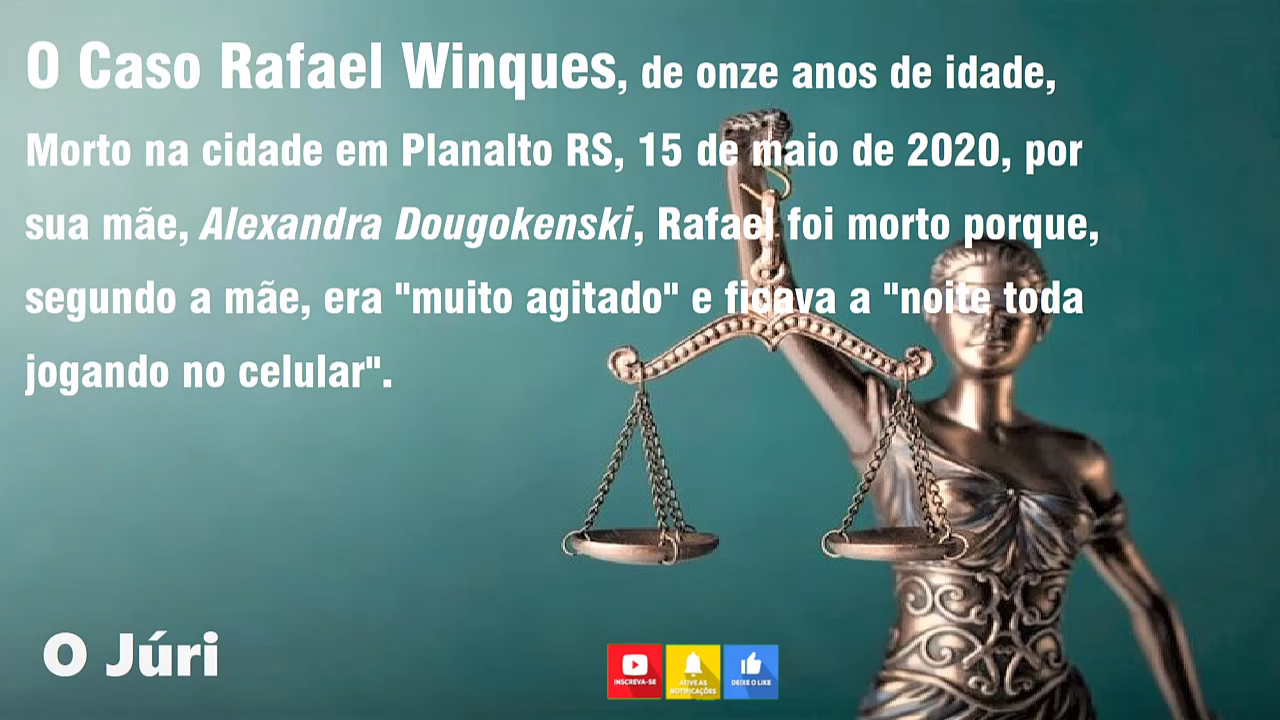 O Caso Rafael Winques, de onze anos de idade,
Morto na cidade em Planalto RS, 15 de maio de 2020, por
sua mãe, Alexandra Dougokenski, Rafael foi morto porque,
segundo a mãe, era "muito agitado" e ficava a "noite toda
jogando no celular".
O Júri
INSCREVA-SE
ATIVE AS
NOTIFICAÇÕES
DEIXE O LIKE